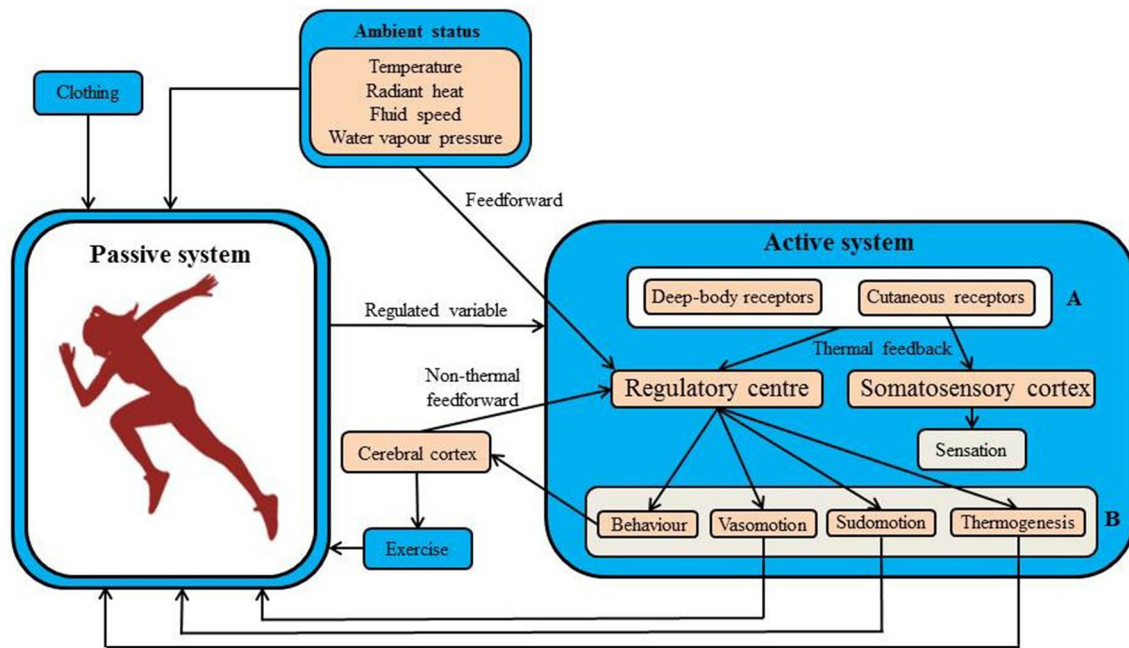 Ambient status
Temperature
Radiant heat
Fluid speed
Water vapour pressure
Clothing
Feedforward
Passive system
Active system
Deep-body receptors
Cutaneous receptors
A
Regulated variable
Thermal feedback
Non-thermal
feedforward
Regulatory centre
Somatosensory cortex
Cerebral cortex
Sensation
Behaviour
Vasomotion
Sudomotion
Thermogenesis
B
Exercise